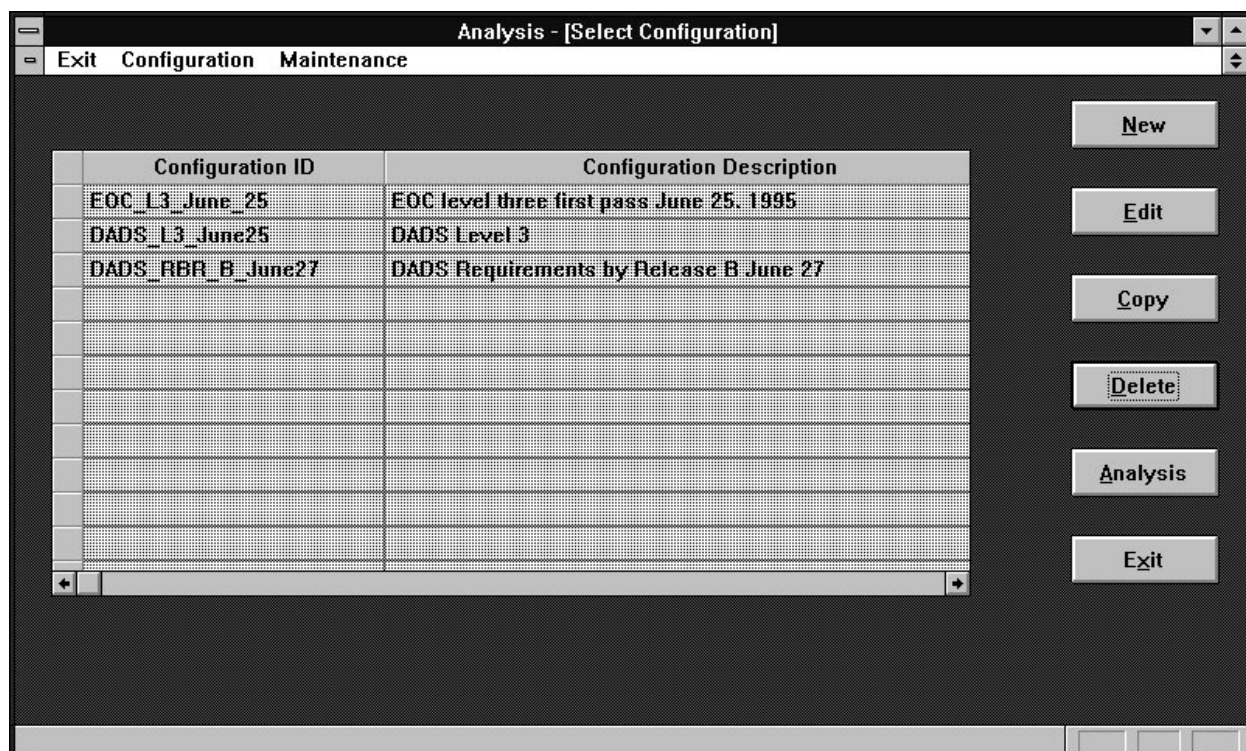 Analysis - [Select Configuration]
Exit Configuration Maintenance
New
Configuration ID Configuration Description
EOC_L3_June_25 EOC level three first pass June 25, 1995
Edit
DADS_L3_June25 DADS Level 3
DADS_RBR_B_June27 DADS Requirements by Release B June 27
Copy
Delete
Analysis
Exit